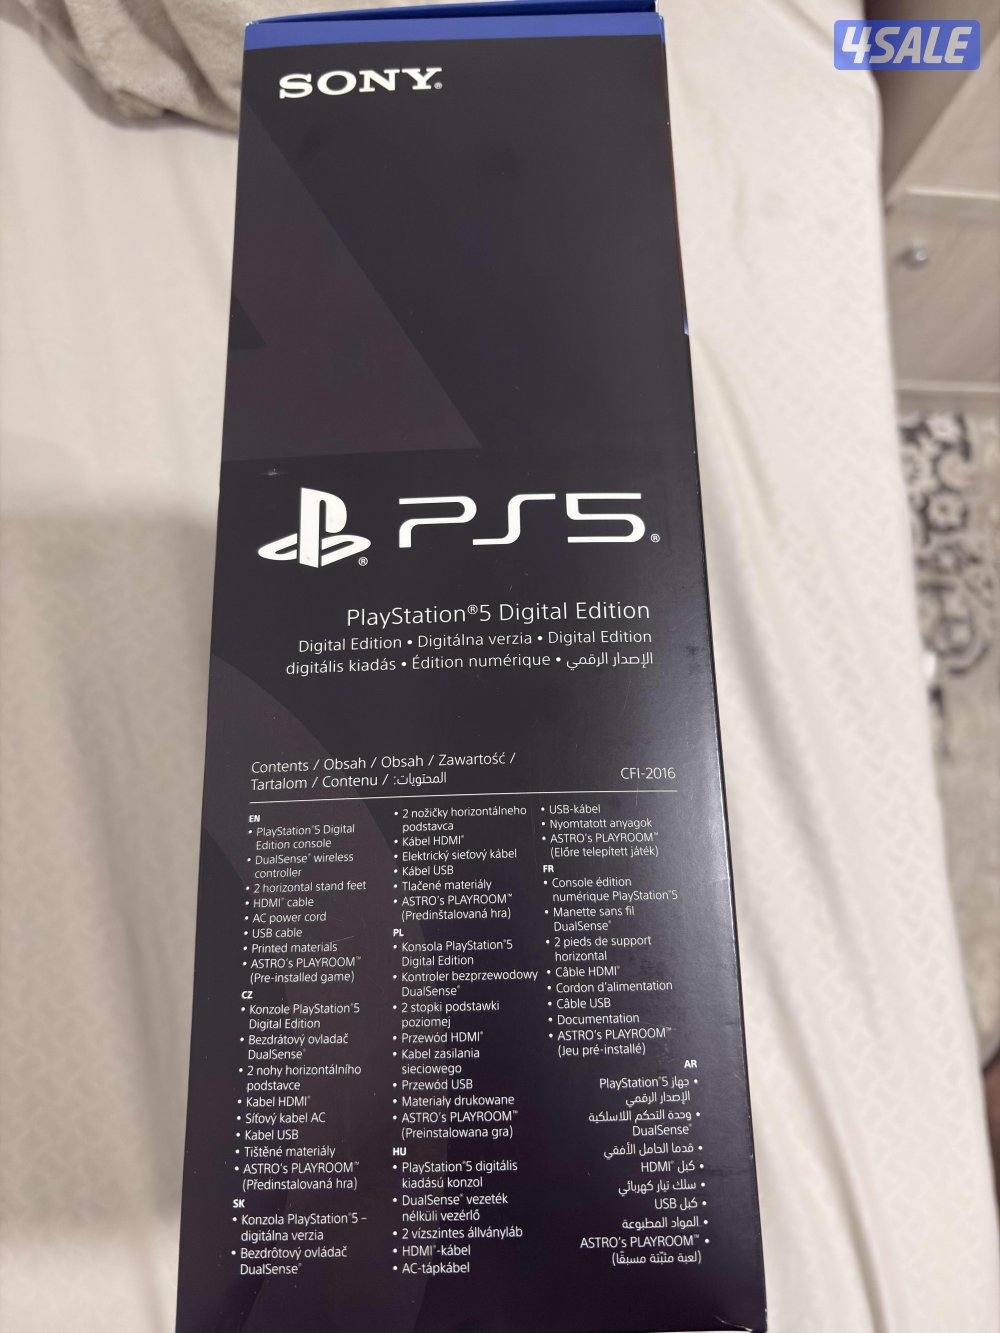 4SALE
SONY®
PS5®
®
PlayStation®5 Digital Edition
Digital Edition • Digitálna verzia • Digital Edition
digitális kiadás • Édition numérique • الإصدار الرقمي
Contents / Obsah / Obsah / Zawartość /
Tartalom / Contenu / :المحتويات
CFI-2016
EN
• PlayStation®5 Digital
Edition console
• DualSense® wireless
controller
• 2 horizontal stand feet
• HDMI® cable
• AC power cord
• USB cable
• Printed materials
• ASTRO's PLAYROOM™
(Pre-installed game)
CZ
• Konzole PlayStation®5
Digital Edition
• Bezdrátový ovladač
DualSense®
• 2 nohy horizontálního
podstavce
• Kabel HDMI®
• Síťový kabel AC
• Kabel USB
• Tištěné materiály
• ASTRO's PLAYROOM™
(Předinstalovaná hra)
SK
• Konzola PlayStation®5 –
digitálna verzia
• Bezdrôtový ovládač
DualSense®
• 2 nožičky horizontálneho
podstavca
• Kábel HDMI®
• Elektrický sieťový kábel
• Kábel USB
• Tlačené materiály
• ASTRO's PLAYROOM™
(Predinštalovaná hra)
PL
• Konsola PlayStation®5
Digital Edition
• Kontroler bezprzewodowy
DualSense®
• 2 stopki podstawki
poziomej
• Przewód HDMI®
• Kabel zasilania
sieciowego
• Przewód USB
• Materiały drukowane
• ASTRO's PLAYROOM™
(Preinstalowana gra)
HU
• PlayStation®5 digitális
kiadású konzol
• DualSense® vezeték
nélküli vezérlő
• 2 vízszintes állványláb
• HDMI®-kábel
• AC-tápkábel
• USB-kábel
• Nyomtatott anyagok
• ASTRO's PLAYROOM™
(Előre telepített játék)
FR
• Console édition
numérique PlayStation®5
• Manette sans fil
DualSense®
• 2 pieds de support
horizontal
• Câble HDMI®
• Cordon d'alimentation
• Câble USB
• Documentation
• ASTRO's PLAYROOM™
(Jeu pré-installé)
AR
• جهاز PlayStation®5
الإصدار الرقمي
• وحدة التحكم اللاسلكية
DualSense®
• قدما الحامل الأفقي
• كبل HDMI®
• سلك تيار كهربائي
• كبل USB
• المواد المطبوعة
• ASTRO's PLAYROOM™
(لعبة مثبّتة مسبقًا)